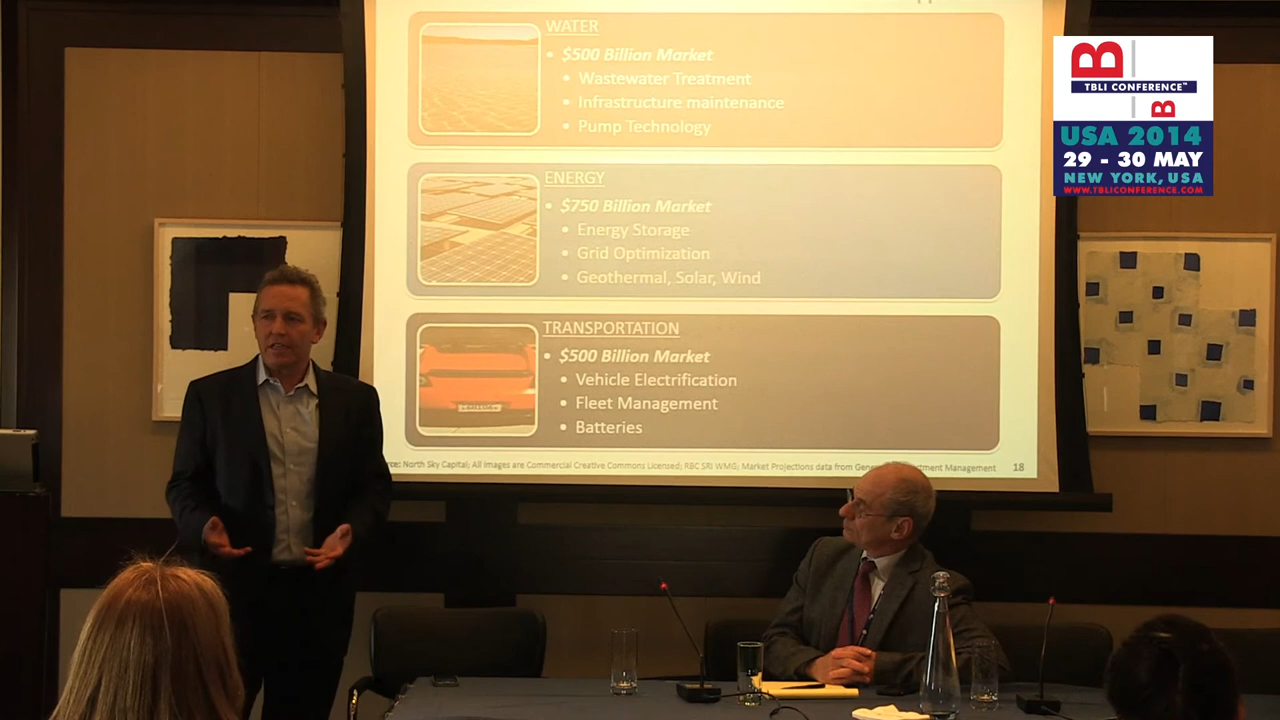 WATER
• $500 Billion Market
• Wastewater Treatment
• Infrastructure maintenance
• Pump Technology
ENERGY
• $750 Billion Market
• Energy Storage
• Grid Optimization
• Geothermal, Solar, Wind
TRANSPORTATION
• $500 Billion Market
• Vehicle Electrification
• Fleet Management
• Batteries
North Sky Capital; All images are Commercial Creative Commons Licensed; RBC SRI WMG; Market Projections data from Management 18
B
TBLI CONFERENCE™
B
USA 2014
29 - 30 MAY
NEW YORK, USA
WWW.TBLICONFERENCE.COM